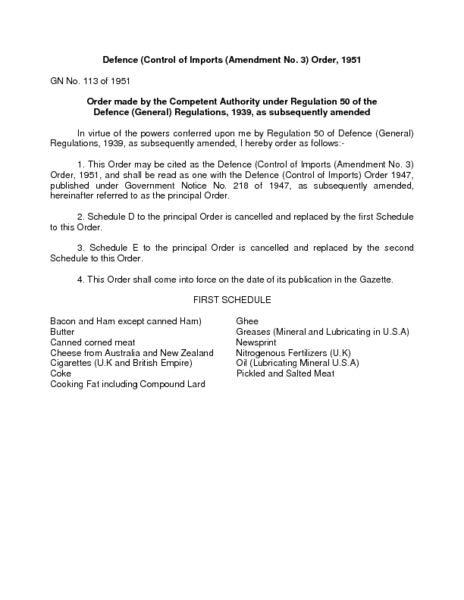 Defence (Control of Imports (Amendment No. 3) Order, 1951
GN No. 113 of 1951
Order made by the Competent Authority under Regulation 50 of the
Defence (General) Regulations, 1939, as subsequently amended
In virtue of the powers conferred upon me by Regulation 50 of Defence (General)
Regulations, 1939, as subsequently amended, I hereby order as follows:-
1. This Order may be cited as the Defence (Control of Imports (Amendment No. 3)
Order, 1951, and shall be read as one with the Defence (Control of Imports) Order 1947,
published under Government Notice No. 218 of 1947, as subsequently amended,
hereinafter referred to as the principal Order.
2. Schedule D to the principal Order is cancelled and replaced by the first Schedule
to this Order.
3. Schedule E to the principal Order is cancelled and replaced by the second
Schedule to this Order.
4. This Order shall come into force on the date of its publication in the Gazette.
FIRST SCHEDULE
Bacon and Ham except canned Ham)
Butter
Canned corned meat
Cheese from Australia and New Zealand
Cigarettes (U.K and British Empire)
Coke
Cooking Fat including Compound Lard
Ghee
Greases (Mineral and Lubricating in U.S.A)
Newsprint
Nitrogenous Fertilizers (U.K)
Oil (Lubricating Mineral U.S.A)
Pickled and Salted Meat